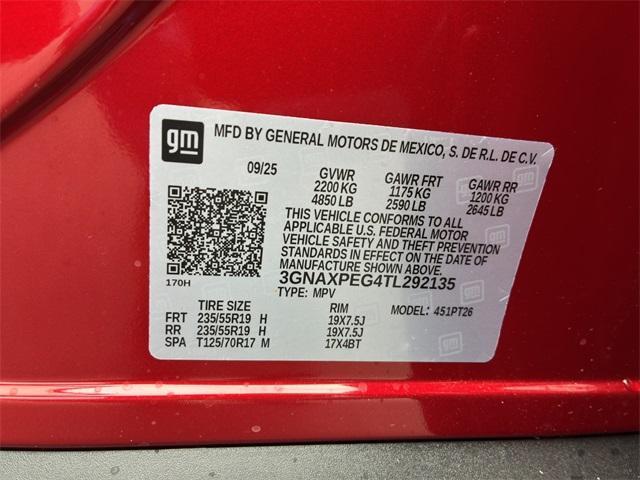 gm MFD BY GENERAL MOTORS DE MEXICO, S. DE R.L. DE C.V.
09/25 GVWR GAWR FRT GAWR RR
2200 KG 1175 KG 1200 KG
4850 LB 2590 LB 2645 LB
THIS VEHICLE CONFORMS TO ALL
APPLICABLE U.S. FEDERAL MOTOR
VEHICLE SAFETY AND THEFT PREVENTION
STANDARDS IN EFFECT ON THE DATE
OF MANUFACTURE SHOWN ABOVE.
170H 3GNAXPEG4TL292135
TYPE: MPV
TIRE SIZE RIM MODEL: 451PT26
FRT 235/55R19 H 19X7.5J
RR 235/55R19 H 19X7.5J
SPA T125/70R17 M 17X4BT